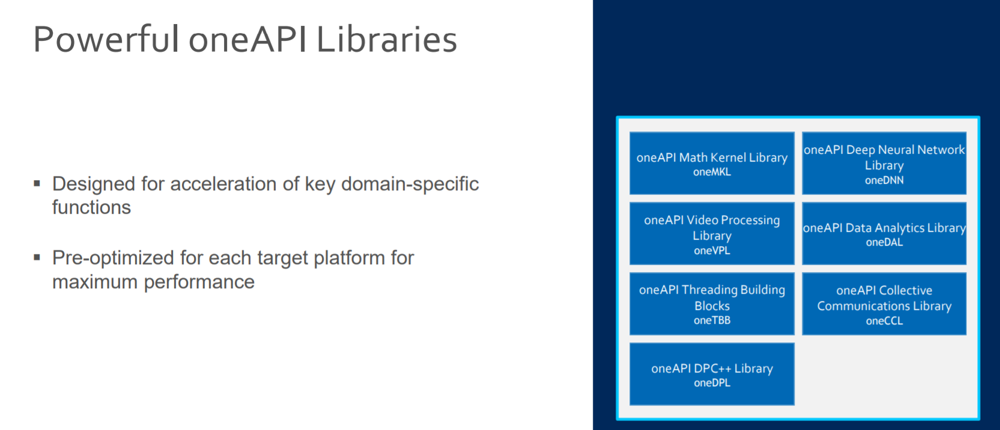 Powerful oneAPI Libraries
▪ Designed for acceleration of key domain-specific
functions
▪ Pre-optimized for each target platform for
maximum performance
oneAPI Math Kernel Library
oneMKL
oneAPI Deep Neural Network
Library
oneDNN
oneAPI Video Processing
Library
oneVPL
oneAPI Data Analytics Library
oneDAL
oneAPI Threading Building
Blocks
oneTBB
oneAPI Collective
Communications Library
oneCCL
oneAPI DPC++ Library
oneDPL